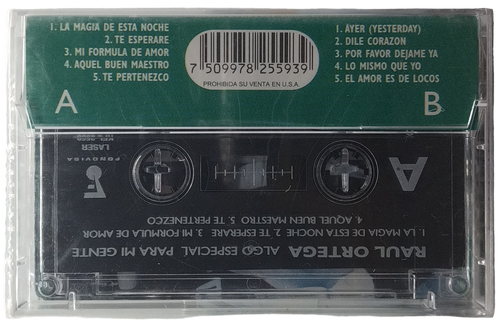 1. LA MAGIA DE ESTA NOCHE
2. TE ESPERARE
3. MI FORMULA DE AMOR
4. AQUEL BUEN MAESTRO
5. TE PERTENEZCO
A
7 509978 255939
PROHIBIDA SU VENTA EN U.S.A.
1. AYER (YESTERDAY)
2. DILE CORAZON
3. POR FAVOR DEJAME YA
4. LO MISMO QUE YO
5. EL AMOR ES DE LOCOS
B
RAUL ORTEGA ALGO ESPECIAL PARA MI GENTE
1. LA MAGIA DE ESTA NOCHE 2. TE ESPERARE 3. MI FORMULA DE AMOR
4. AQUEL BUEN MAESTRO 5. TE PERTENEZCO
A
FONOVISA
LASER